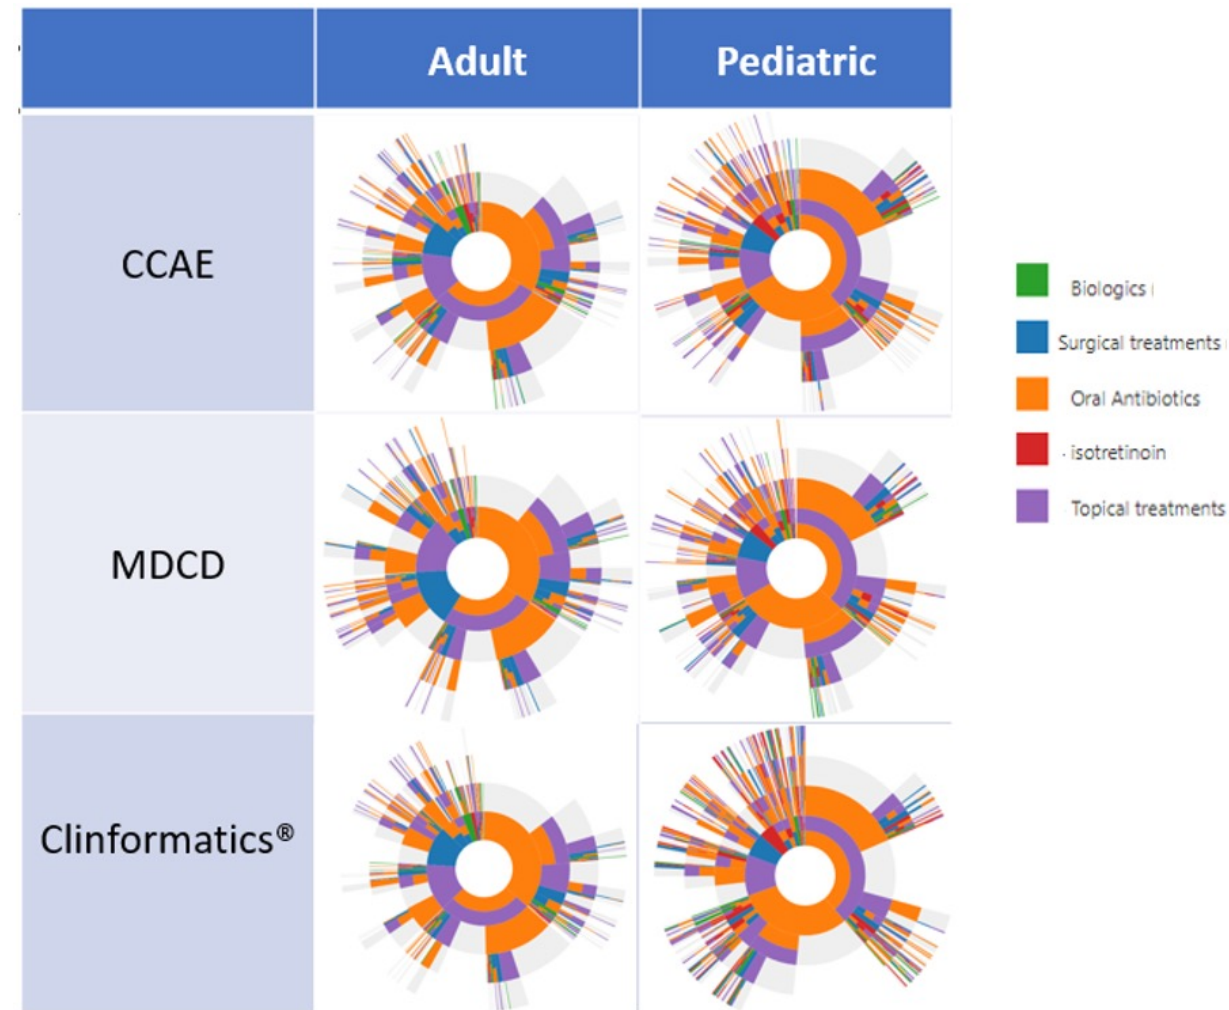 Adult
Pediatric
CCAE
MDCD
Clinformatics®
Biologics
Surgical treatments
Oral Antibiotics
isotretinoin
Topical treatments